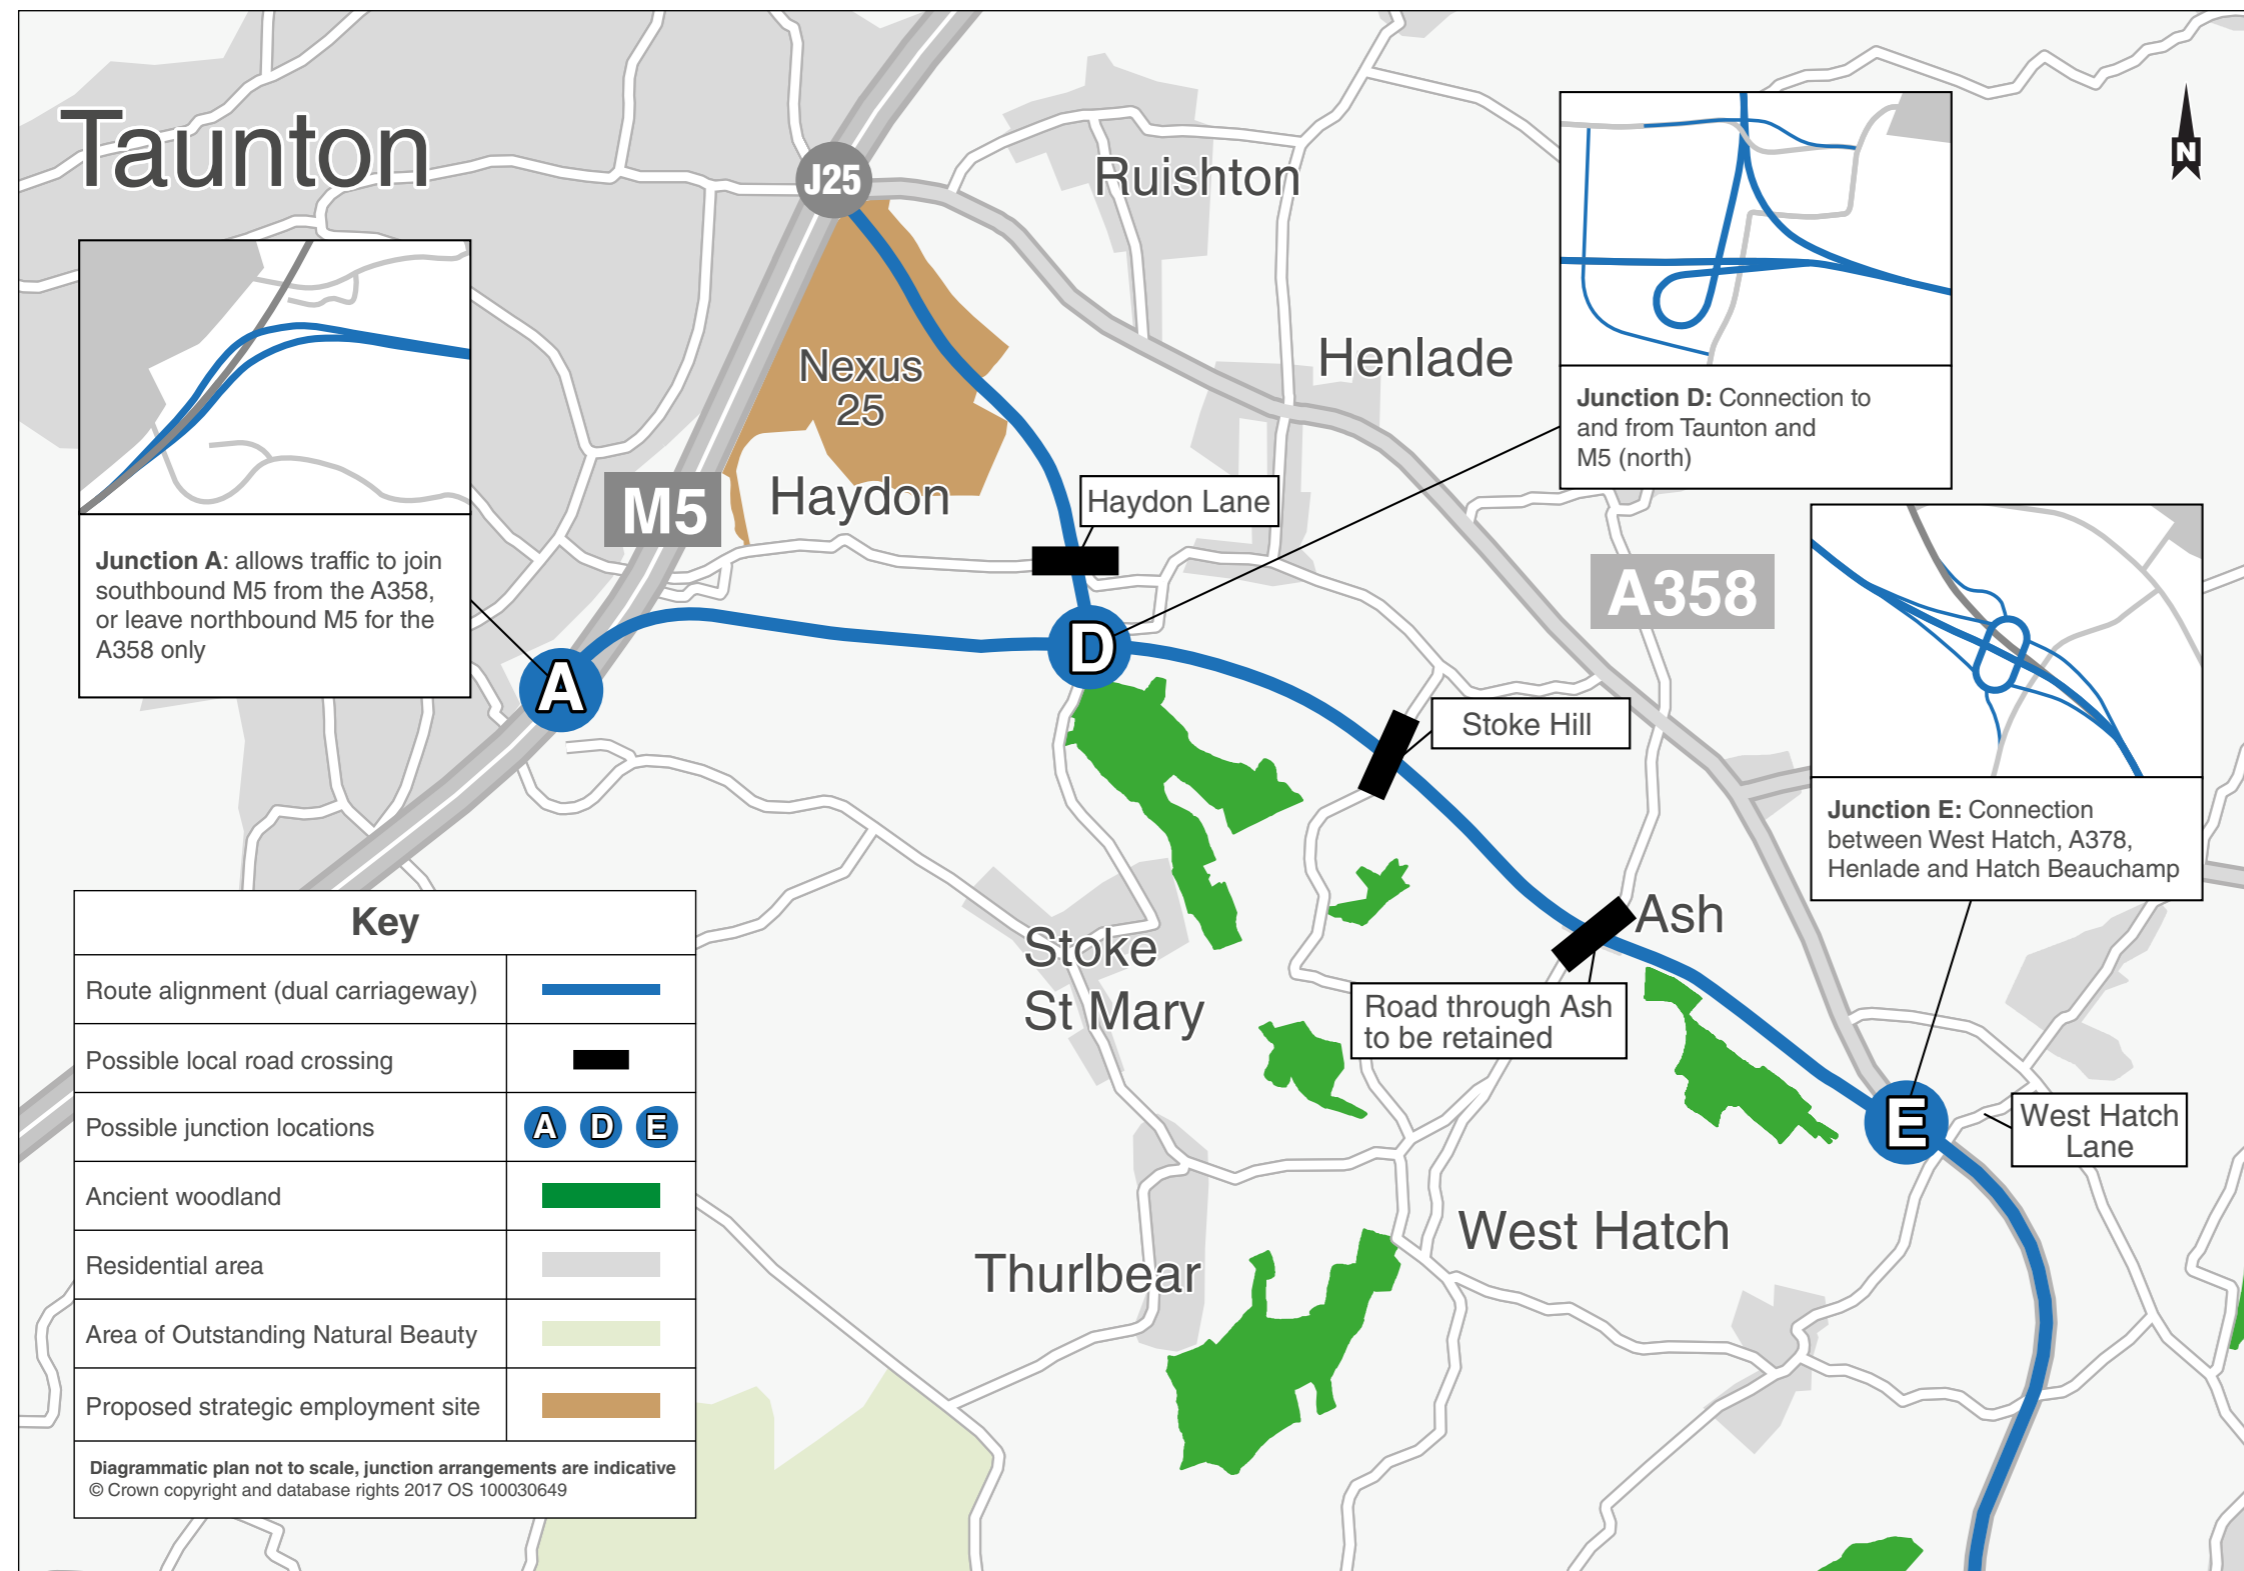 Taunton
J25
Ruishton
N
Nexus
25
Henlade
Junction D: Connection to
and from Taunton and
M5 (north)
M5
Haydon
Haydon Lane
Junction A: allows traffic to join
southbound M5 from the A358,
or leave northbound M5 for the
A358 only
A358
A
D
Stoke Hill
Junction E: Connection
between West Hatch, A378,
Henlade and Hatch Beauchamp
Ash
Stoke
St Mary
Road through Ash
to be retained
E
West Hatch
Lane
West Hatch
Thurlbear
Key
Route alignment (dual carriageway)
Possible local road crossing
Possible junction locations
A D E
Ancient woodland
Residential area
Area of Outstanding Natural Beauty
Proposed strategic employment site
Diagrammatic plan not to scale, junction arrangements are indicative
© Crown copyright and database rights 2017 OS 100030649